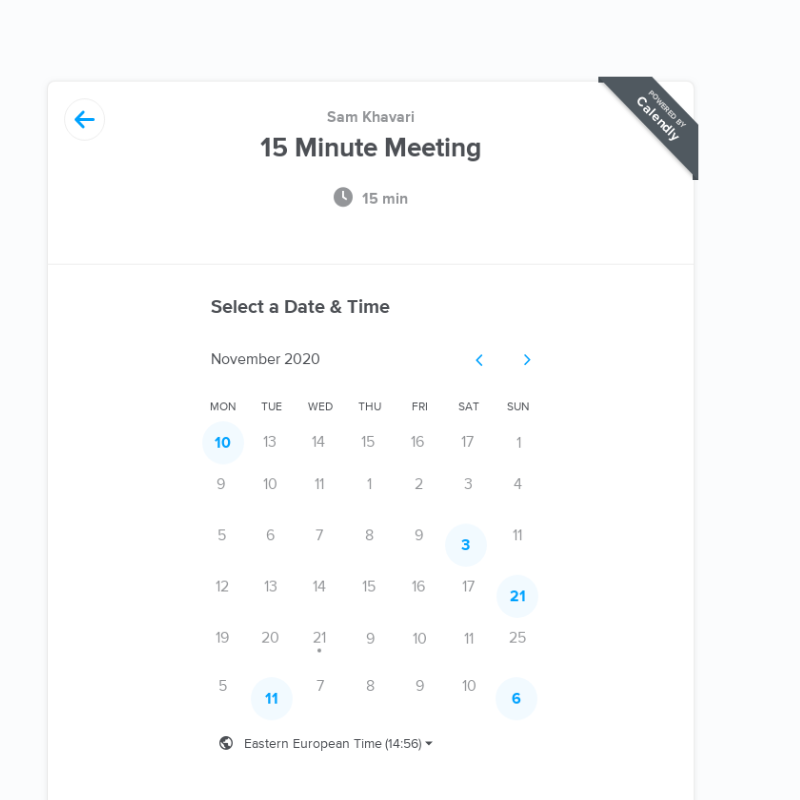 POWERED BY
Calendly
Sam Khavari
15 Minute Meeting
15 min
Select a Date & Time
November 2020
MON TUE WED THU FRI SAT SUN
10 13 14 15 16 17 1
9 10 11 1 2 3 4
5 6 7 8 9 3 11
12 13 14 15 16 17 21
19 20 21 9 10 11 25
5 11 7 8 9 10 6
Eastern European Time (14:56)